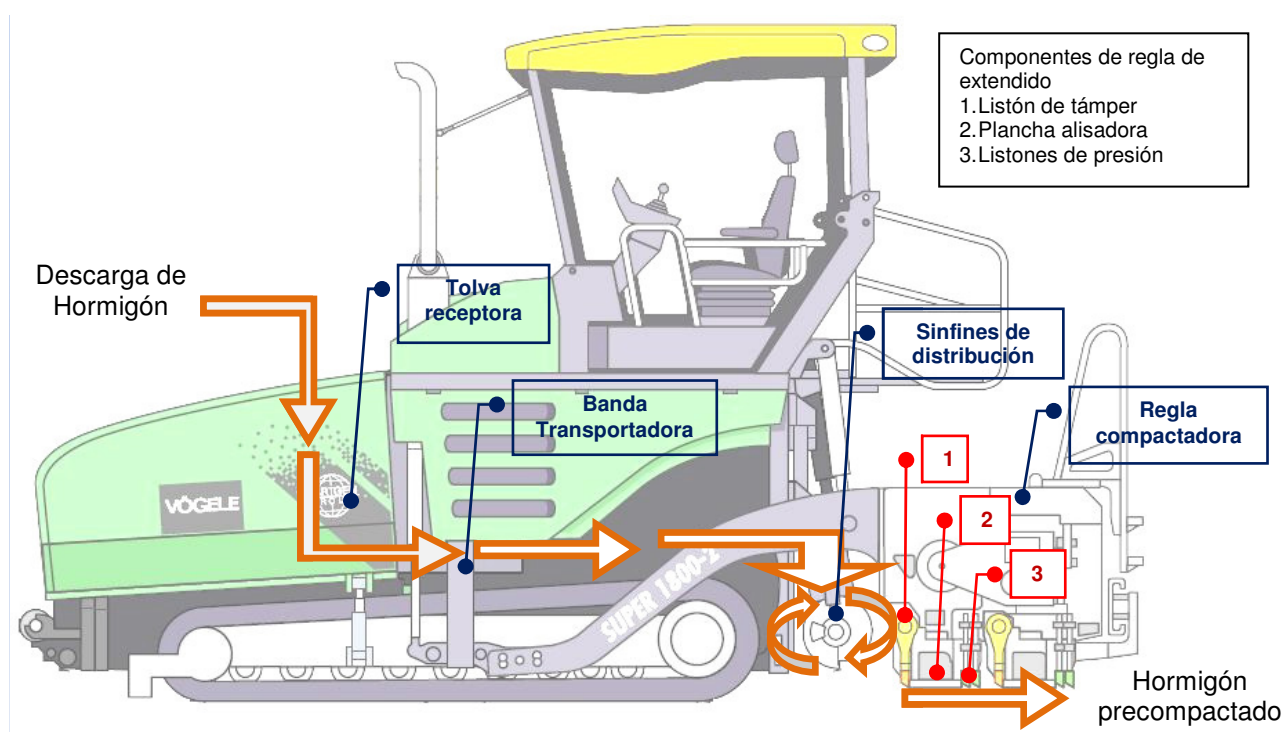 Componentes de regla de
extendido
1.Listón de támper
2.Plancha alisadora
3.Listones de presión
Descarga de
Hormigón
Tolva
receptora
Sinfines de
distribución
Banda
Transportadora
Regla
compactadora
1
2
3
VÖGELE
SUPER 1800-2
Hormigón
precompactado